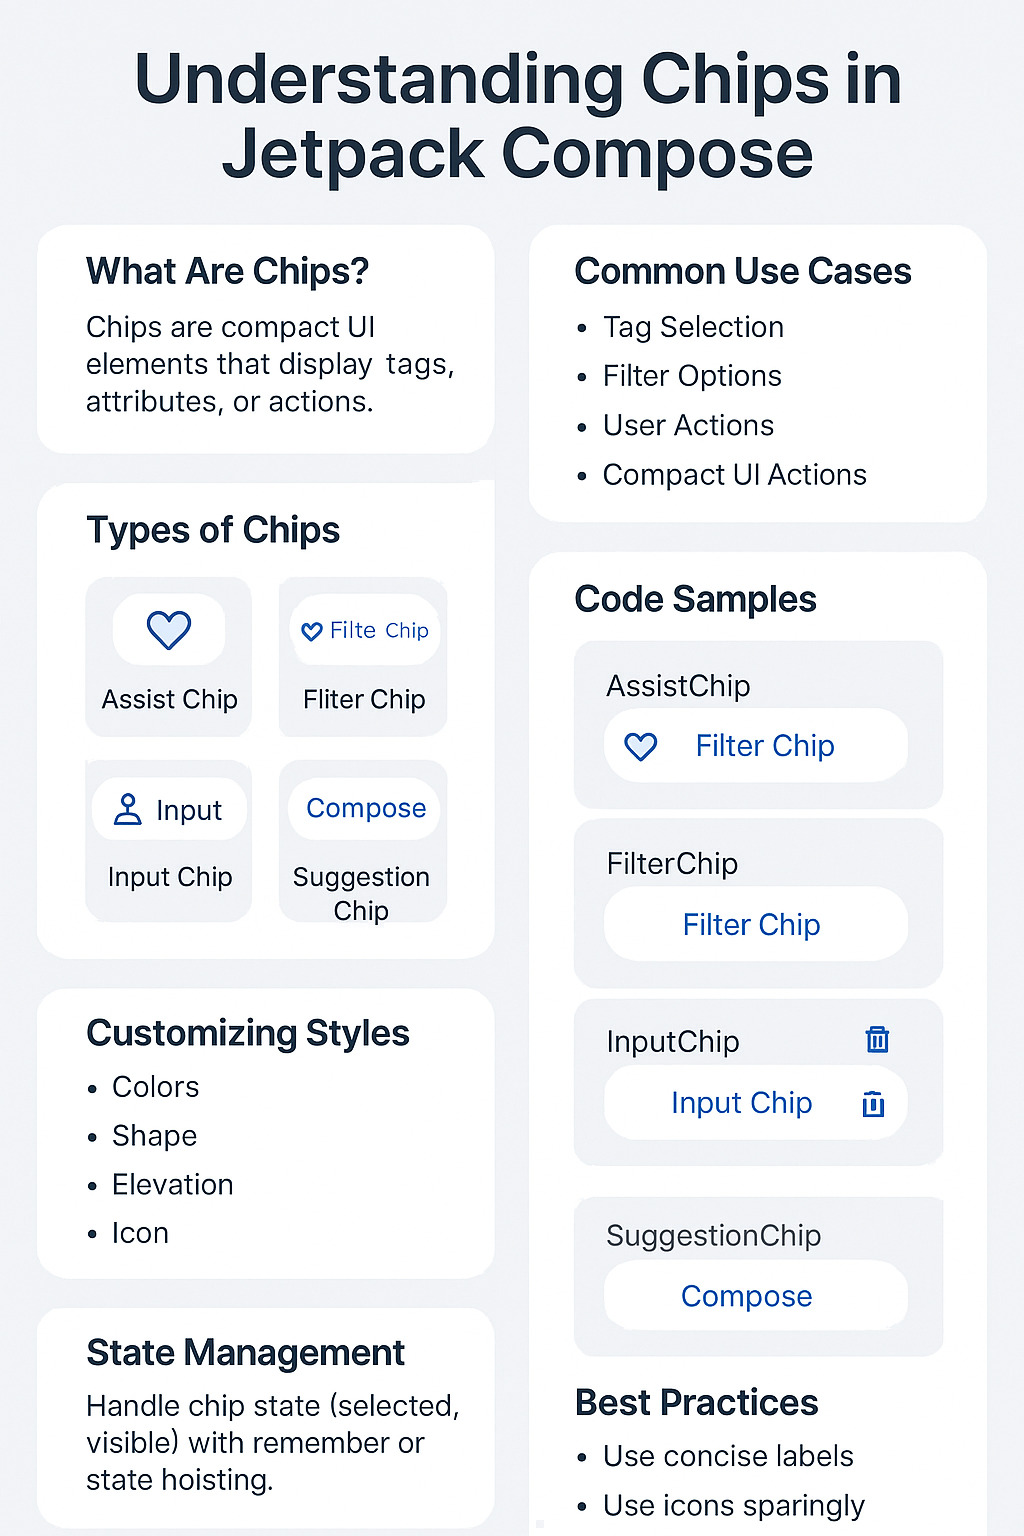 Understanding Chips in
Jetpack Compose
What Are Chips?
Chips are compact UI
elements that display tags,
attributes, or actions.
Types of Chips
Assist Chip
Filte Chip
Fliter Chip
Input
Input Chip
Compose
Suggestion
Chip
Customizing Styles
• Colors
• Shape
• Elevation
• Icon
State Management
Handle chip state (selected,
visible) with remember or
state hoisting.
Common Use Cases
• Tag Selection
• Filter Options
• User Actions
• Compact UI Actions
Code Samples
AssistChip
Filter Chip
FilterChip
Filter Chip
InputChip
Input Chip
SuggestionChip
Compose
Best Practices
• Use concise labels
• Use icons sparingly